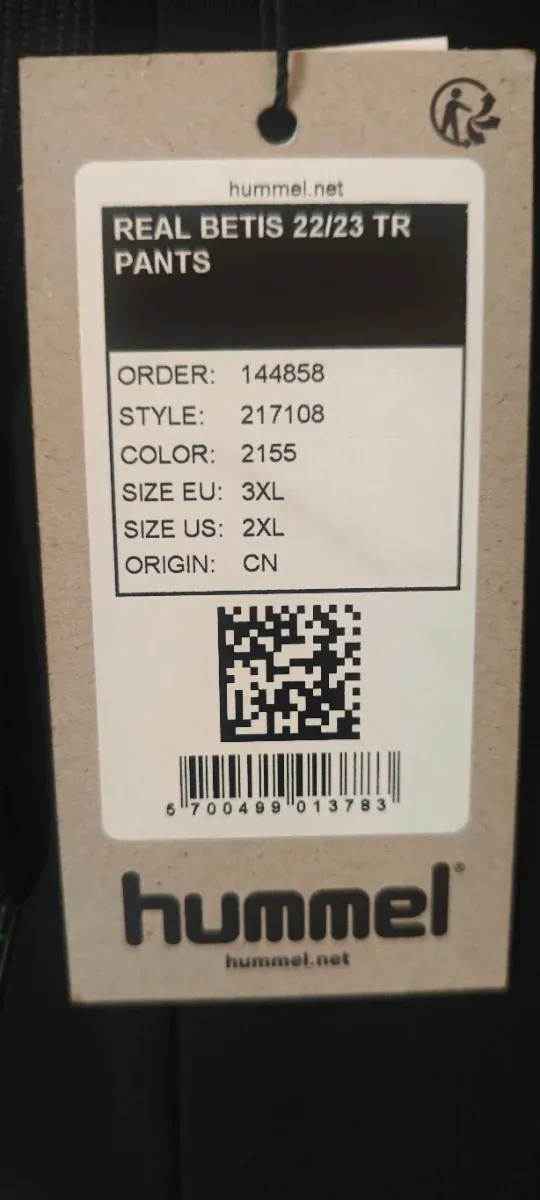 hummel.net
REAL BETIS 22/23 TR
PANTS
ORDER: 144858
STYLE: 217108
COLOR: 2155
SIZE EU: 3XL
SIZE US: 2XL
ORIGIN: CN
5 700499 013783
hummel®
hummel.net